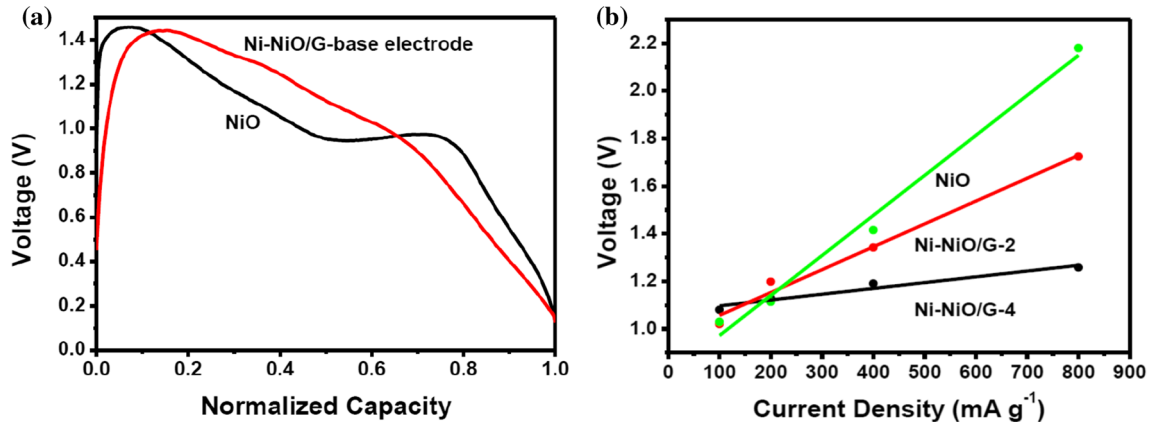 (a)
Voltage (V)
1.4
1.2
1.0
0.8
0.6
0.4
0.2
0.0
Ni-NiO/G-base electrode
NiO
0.0 0.2 0.4 0.6 0.8 1.0
Normalized Capacity
(b)
Voltage (V)
2.2
2.0
1.8
1.6
1.4
1.2
1.0
NiO
Ni-NiO/G-2
Ni-NiO/G-4
0 100 200 300 400 500 600 700 800 900
Current Density (mA g⁻¹)